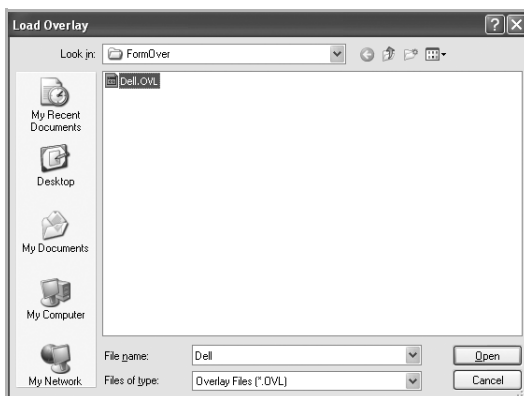 Load Overlay
Look in: FormOver
Dell.OVL
My Recent
Documents
Desktop
My Documents
My Computer
My Network
File name: Dell Open
Files of type: Overlay Files (*.OVL) Cancel